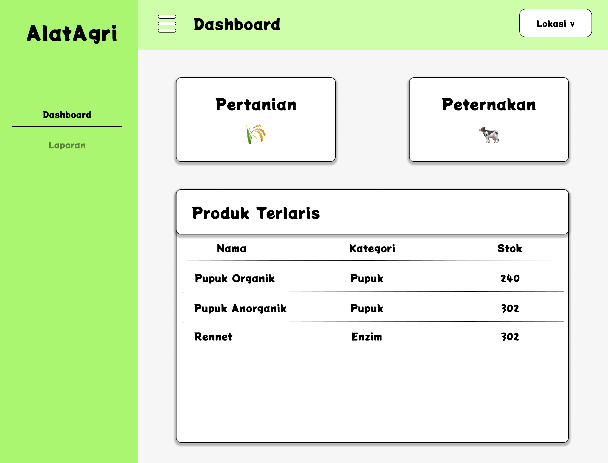 AlatAgri
Dashboard
Laporan
Dashboard
Lokasi v
Pertanian
Peternakan
Produk Terlaris
Nama Kategori Stok
Pupuk Organik Pupuk 240
Pupuk Anorganik Pupuk 302
Rennet Enzim 302